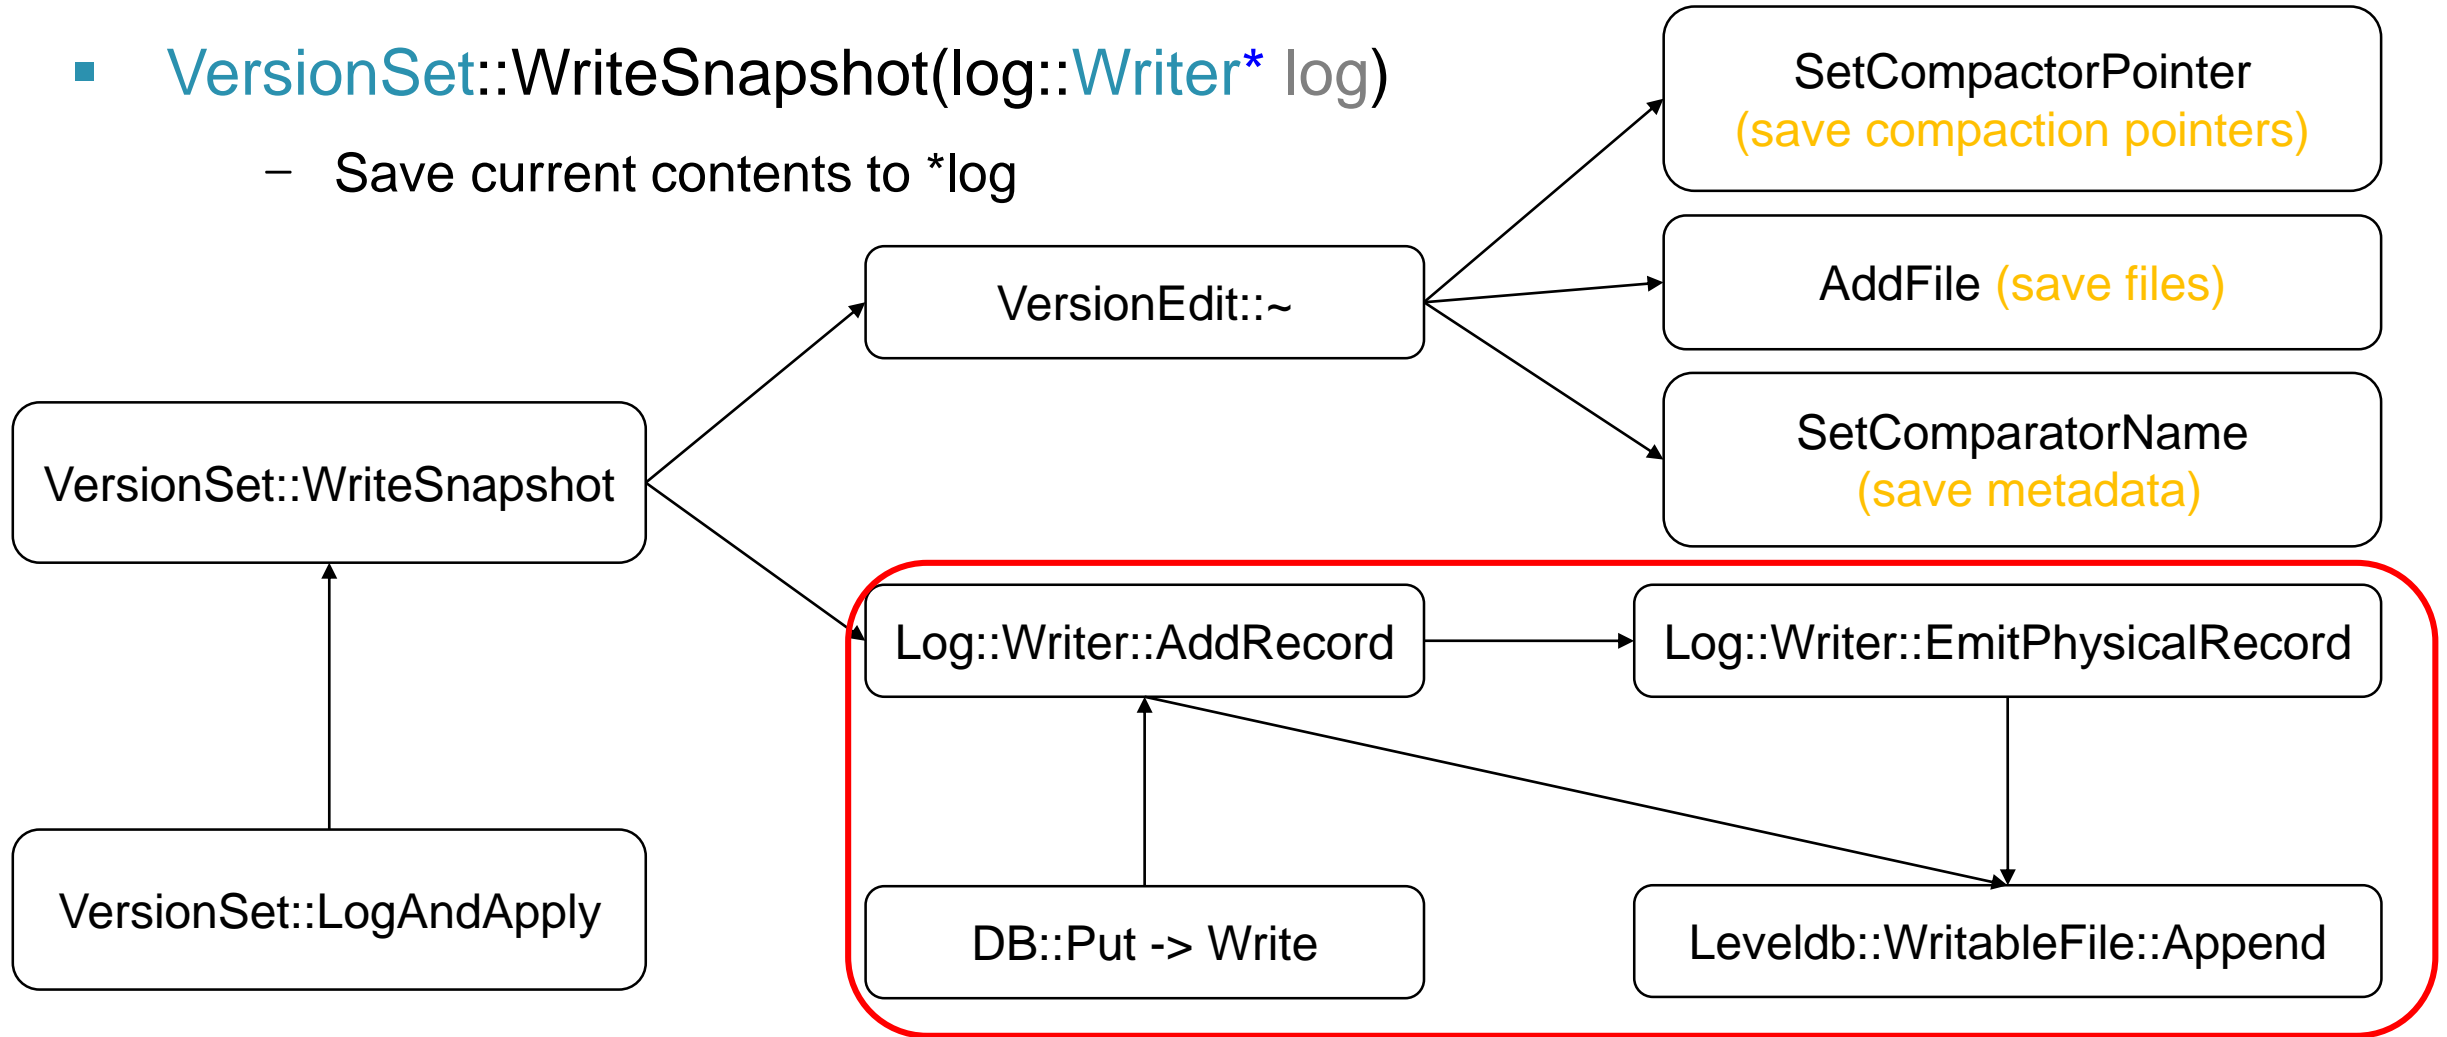 ▪ VersionSet::WriteSnapshot(log::Writer* log)
– Save current contents to *log
SetCompactorPointer
(save compaction pointers)
AddFile (save files)
VersionEdit::~
SetComparatorName
(save metadata)
VersionSet::WriteSnapshot
Log::Writer::AddRecord
Log::Writer::EmitPhysicalRecord
VersionSet::LogAndApply
DB::Put -> Write
Leveldb::WritableFile::Append